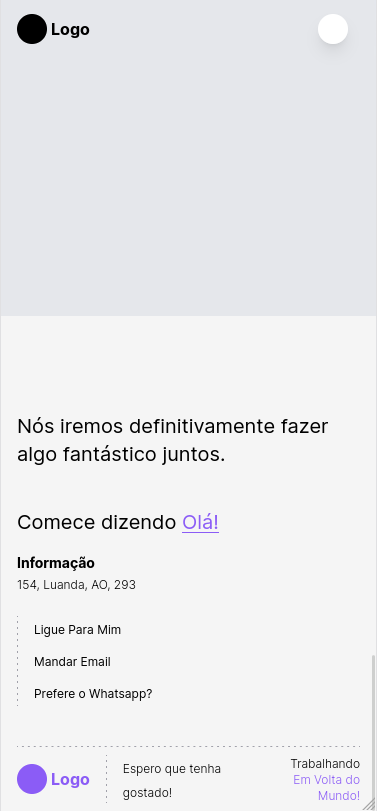 Logo
Nós iremos definitivamente fazer
algo fantástico juntos.
Comece dizendo Olá!
Informação
154, Luanda, AO, 293
Ligue Para Mim
Mandar Email
Prefere o Whatsapp?
Logo
Espero que tenha
gostado!
Trabalhando
Em Volta do
Mundo!